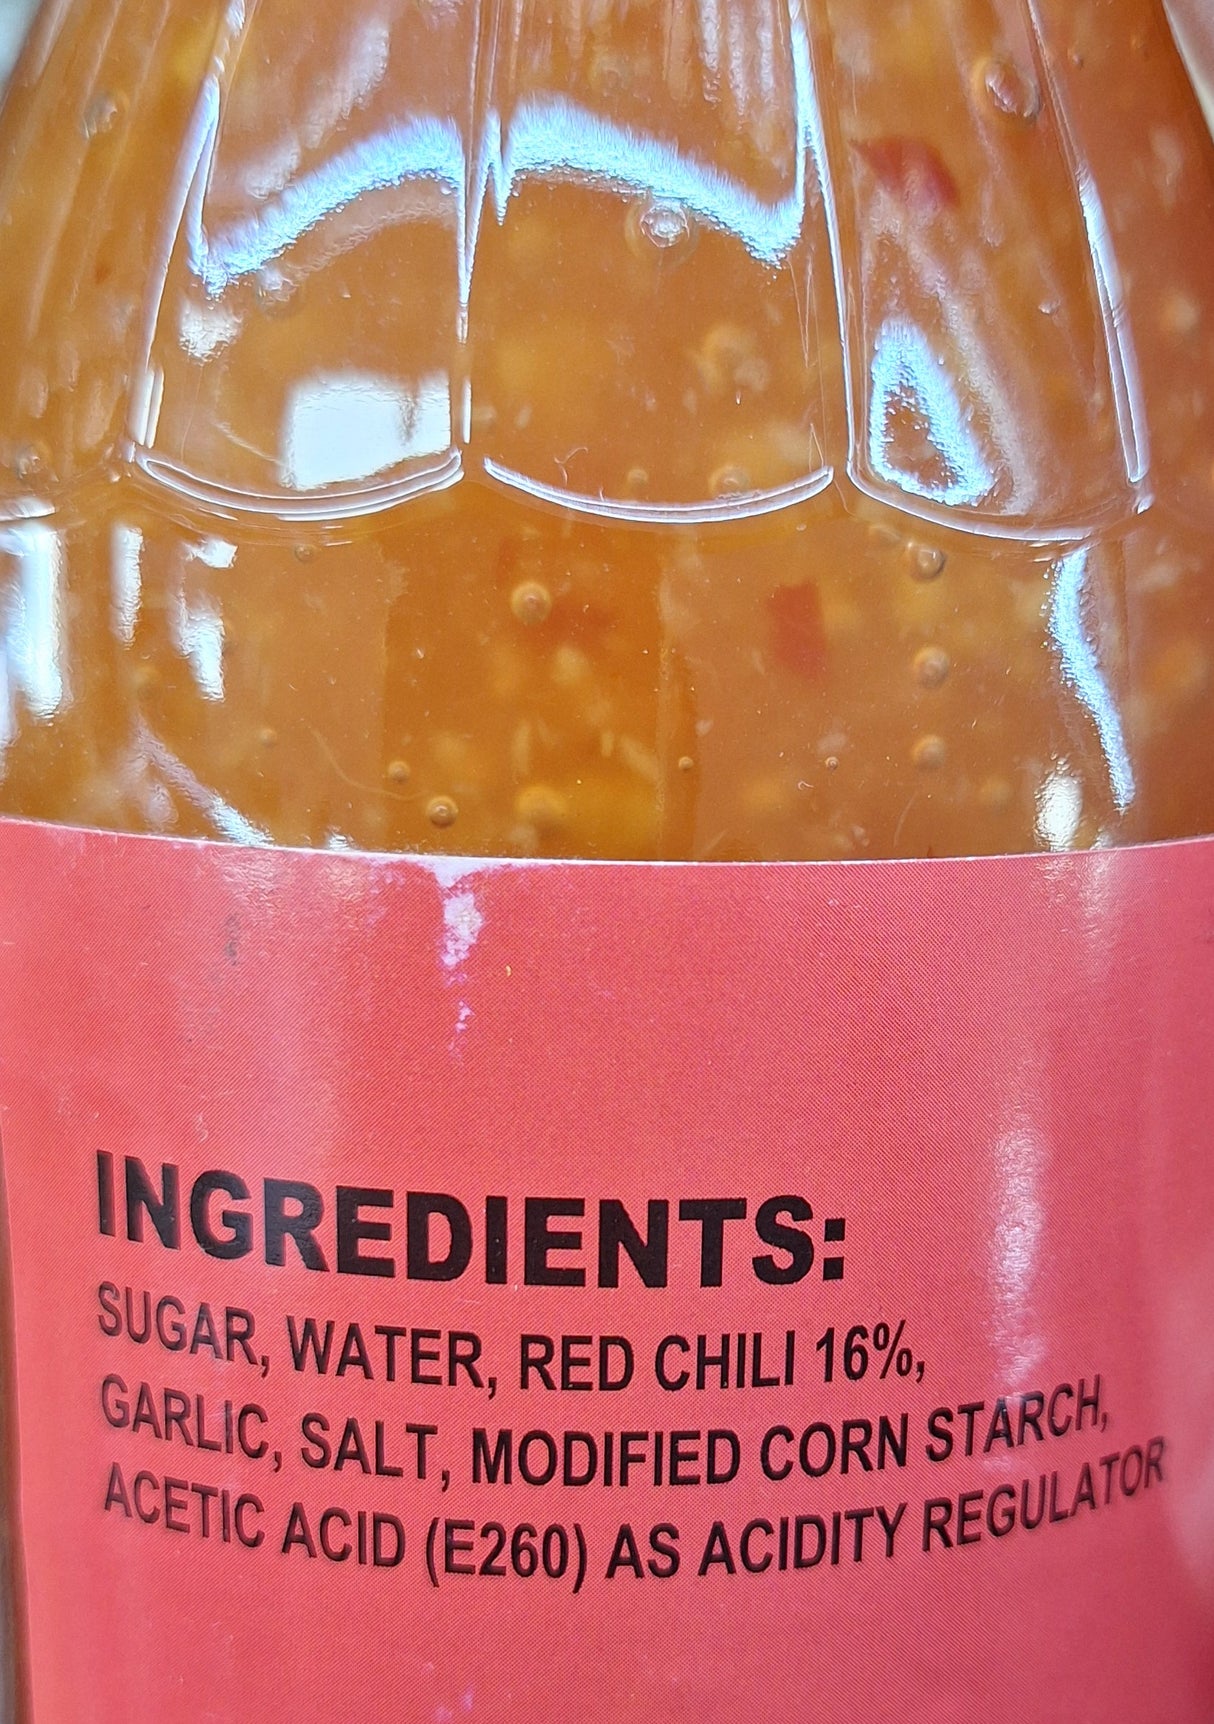 INGREDIENTS:
SUGAR, WATER, RED CHILI 16%,
GARLIC, SALT, MODIFIED CORN STARCH,
ACETIC ACID (E260) AS ACIDITY REGULATOR